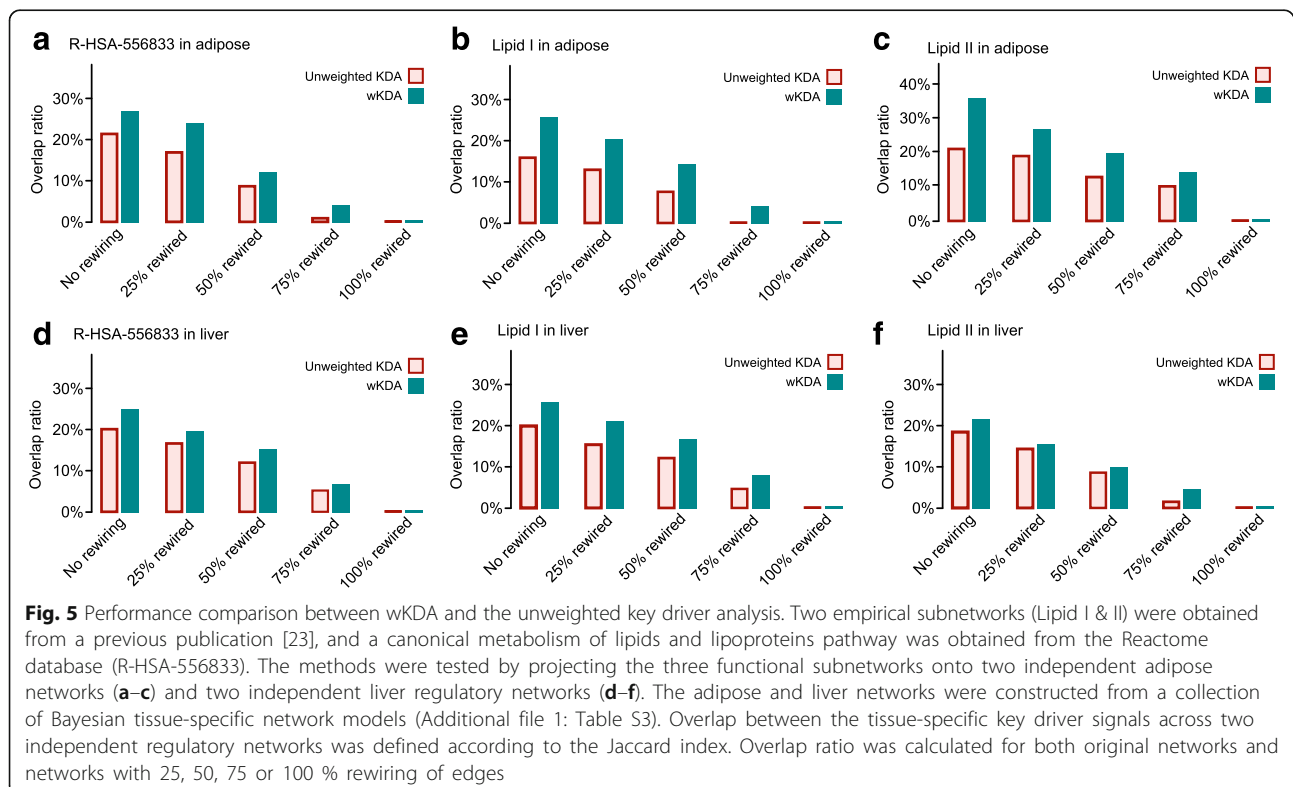 a
R-HSA-556833 in adipose
Unweighted KDA
wKDA
Overlap ratio
30%
20%
10%
0%
No rewiring
25% rewired
50% rewired
75% rewired
100% rewired
b
Lipid I in adipose
Unweighted KDA
wKDA
Overlap ratio
30%
20%
10%
0%
No rewiring
25% rewired
50% rewired
75% rewired
100% rewired
c
Lipid II in adipose
Unweighted KDA
wKDA
Overlap ratio
40%
30%
20%
10%
0%
No rewiring
25% rewired
50% rewired
75% rewired
100% rewired
d
R-HSA-556833 in liver
Unweighted KDA
wKDA
Overlap ratio
30%
20%
10%
0%
No rewiring
25% rewired
50% rewired
75% rewired
100% rewired
e
Lipid I in liver
Unweighted KDA
wKDA
Overlap ratio
30%
20%
10%
0%
No rewiring
25% rewired
50% rewired
75% rewired
100% rewired
f
Lipid II in liver
Unweighted KDA
wKDA
Overlap ratio
30%
20%
10%
0%
No rewiring
25% rewired
50% rewired
75% rewired
100% rewired
Fig. 5 Performance comparison between wKDA and the unweighted key driver analysis. Two empirical subnetworks (Lipid I & II) were obtained
from a previous publication [23], and a canonical metabolism of lipids and lipoproteins pathway was obtained from the Reactome
database (R-HSA-556833). The methods were tested by projecting the three functional subnetworks onto two independent adipose
networks (a–c) and two independent liver regulatory networks (d–f). The adipose and liver networks were constructed from a collection
of Bayesian tissue-specific network models (Additional file 1: Table S3). Overlap between the tissue-specific key driver signals across two
independent regulatory networks was defined according to the Jaccard index. Overlap ratio was calculated for both original networks and
networks with 25, 50, 75 or 100 % rewiring of edges